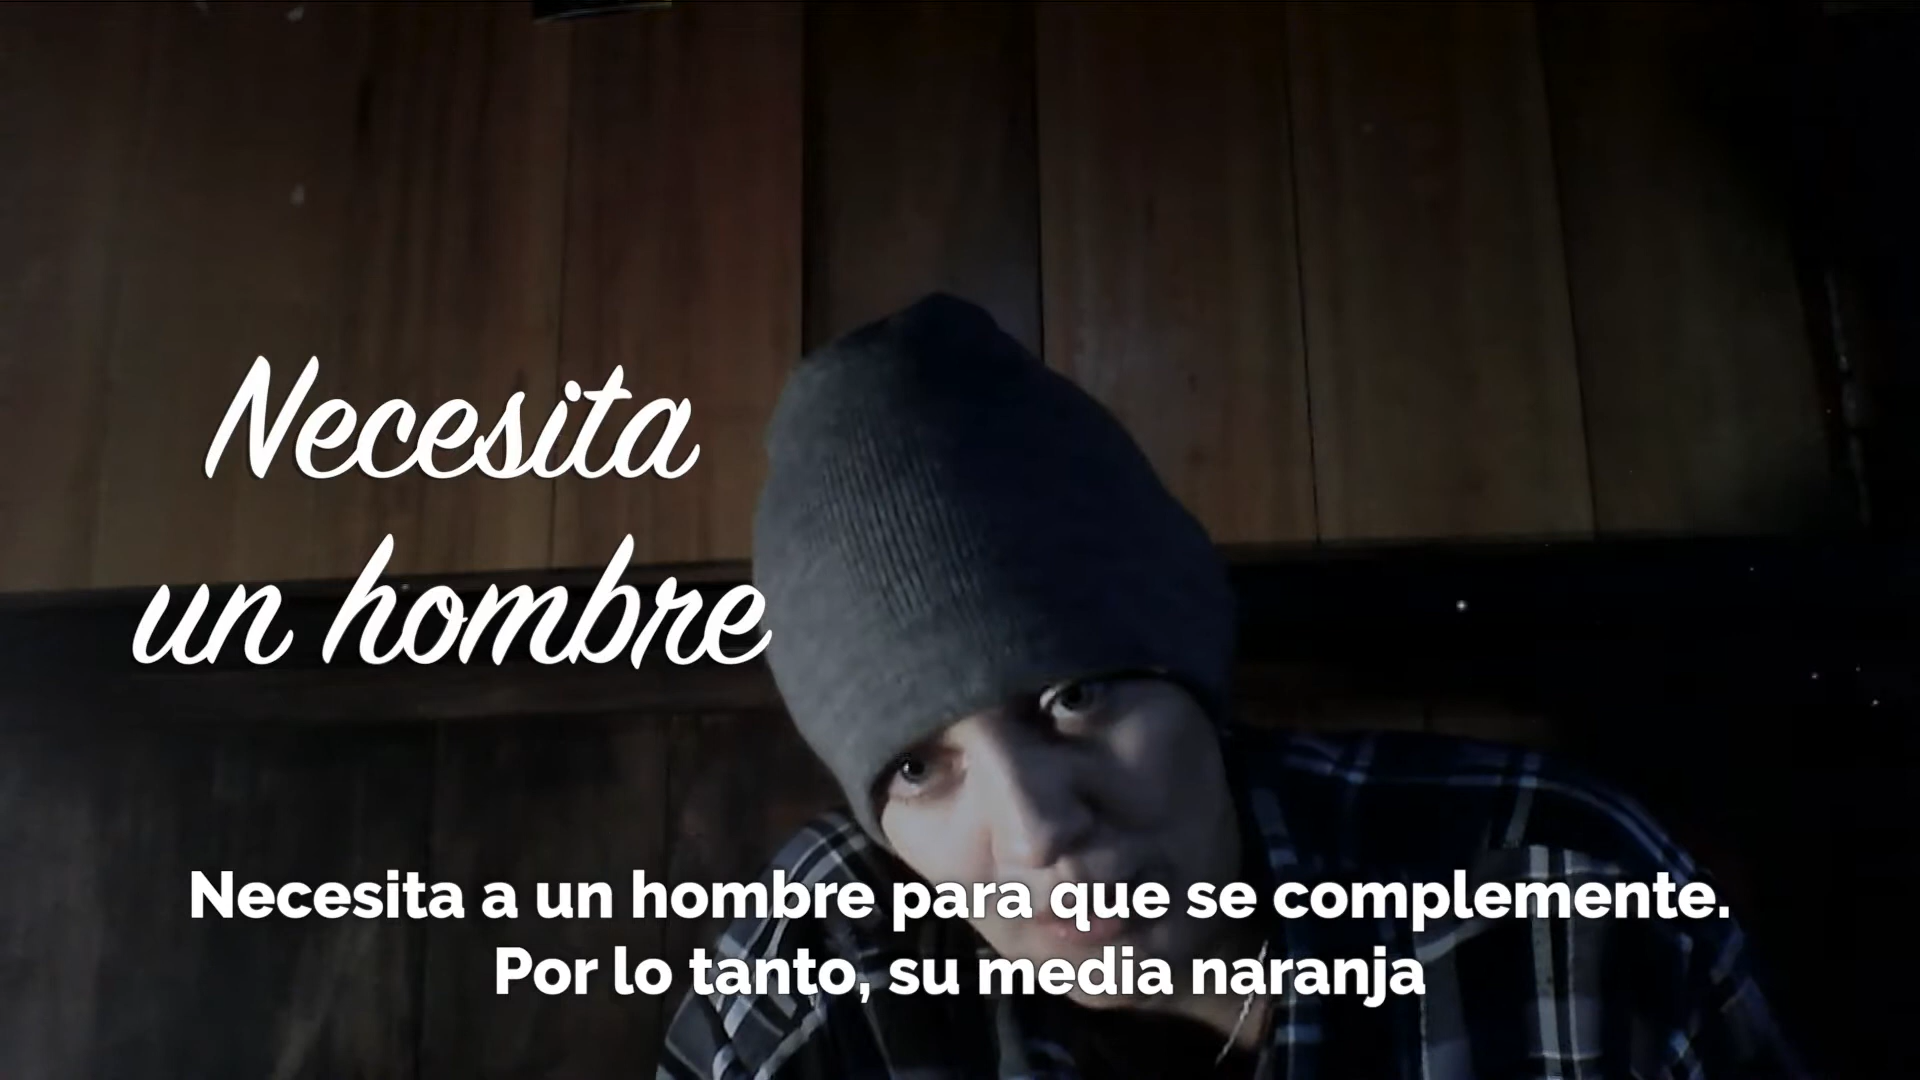 Necesita
un hombre
Necesita a un hombre para que se complemente.
Por lo tanto, su media naranja